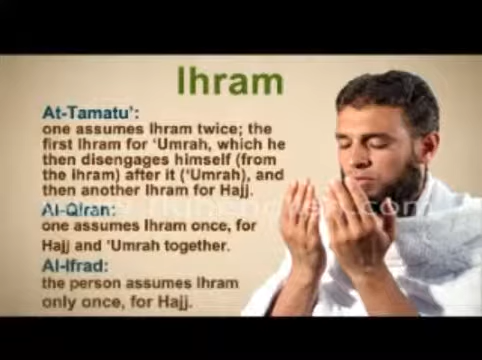 Ihram
At-Tamatu':
one assumes Ihram twice; the
first Ihram for 'Umrah, which he
then disengages himself (from
the Ihram) after it ('Umrah), and
then another Ihram for Hajj.
Al-Qiran:
one assumes Ihram once, for
Hajj and 'Umrah together.
Al-Ifrad:
the person assumes Ihram
only once, for Hajj.